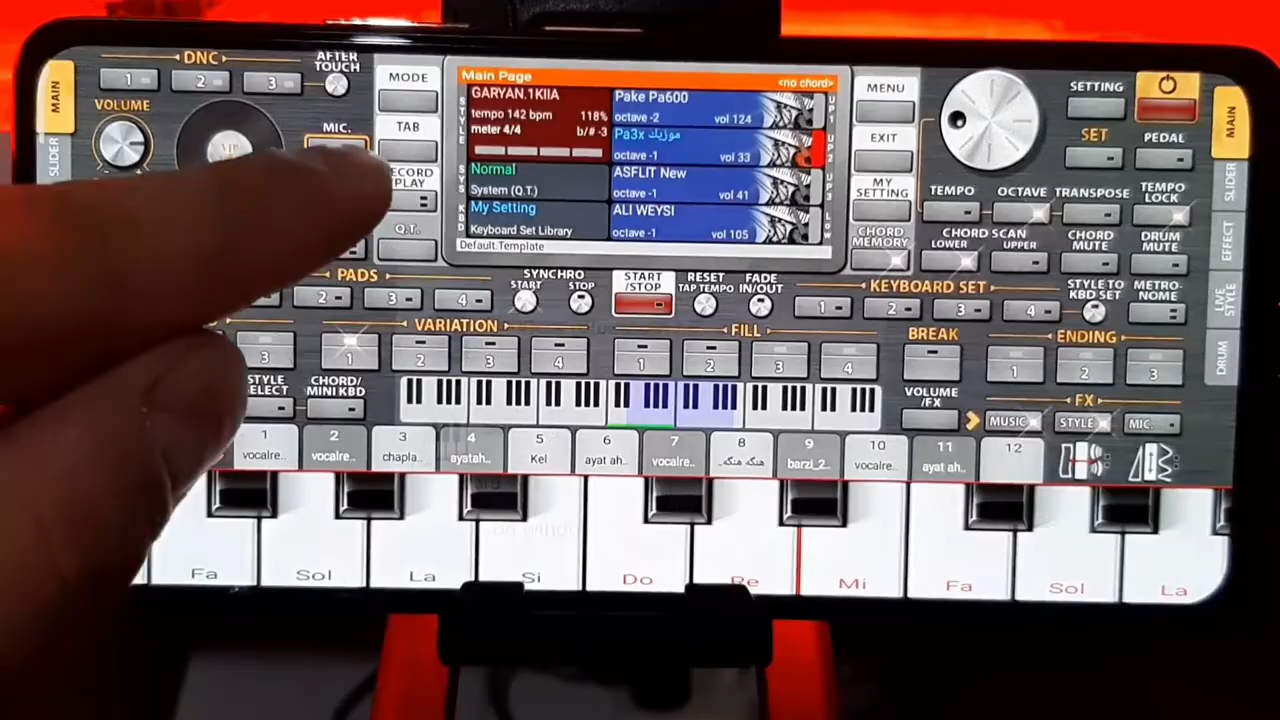 DNC
1
2
3
AFTER
TOUCH
MAIN
SLIDER
VOLUME
MIC.
MODE
TAB
RECORD
/PLAY
Q.T.
Main Page
<no chord>
STYLE
GARYAN.1KIIA
tempo 142 bpm
118%
meter 4/4
b/# -3
SYS
Normal
System (Q.T.)
KBD
My Setting
Keyboard Set Library
Default.Template
Pake Pa600
octave -2
vol 124
UP1
Pa3x موزيك
octave -1
vol 33
UP2
ASFLIT New
octave -1
vol 41
UP3
ALI WEYSI
octave -1
vol 105
LOW
MENU
EXIT
MY
SETTING
CHORD
MEMORY
SETTING
SET
PEDAL
TEMPO
OCTAVE
TRANSPOSE
TEMPO
LOCK
CHORD SCAN
LOWER
UPPER
CHORD
MUTE
DRUM
MUTE
MAIN
SLIDER
EFFECT
LIVE
STYLE
DRUM
PADS
2
3
4
SYNCHRO
START
STOP
START
/STOP
RESET
TAP TEMPO
FADE
IN/OUT
KEYBOARD SET
1
2
3
4
STYLE TO
KBD SET
METRO-
NOME
3
VARIATION
1
2
3
4
FILL
1
2
3
4
BREAK
ENDING
1
2
3
CHORD/
MINI KBD
VOLUME
/FX
FX
MUSIC
STYLE
MIC.
1
vocalre..
2
vocalre..
3
chapla..
4
ayatah..
5
Kel
6
ayat ah..
7
vocalre..
8
9
barzi_2..
10
vocalre..
11
ayat ah..
12
Fa
Sol
La
Si
Do
Re
Mi
Fa
Sol
La